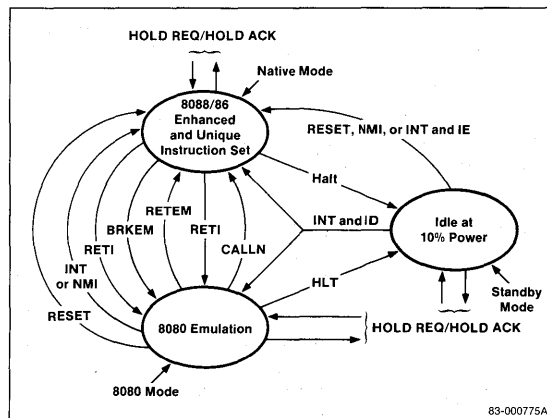 HOLD REQ/HOLD ACK
Native Mode
8088/86
Enhanced
and Unique
Instruction Set
RESET, NMI, or INT and IE
Halt
RETEM
BRKEM
RETI
INT and ID
Idle at
10% Power
RETI
CALLN
INT
or NMI
HLT
RESET
Standby
Mode
8080 Emulation
HOLD REQ/HOLD ACK
8080 Mode
83-000775A